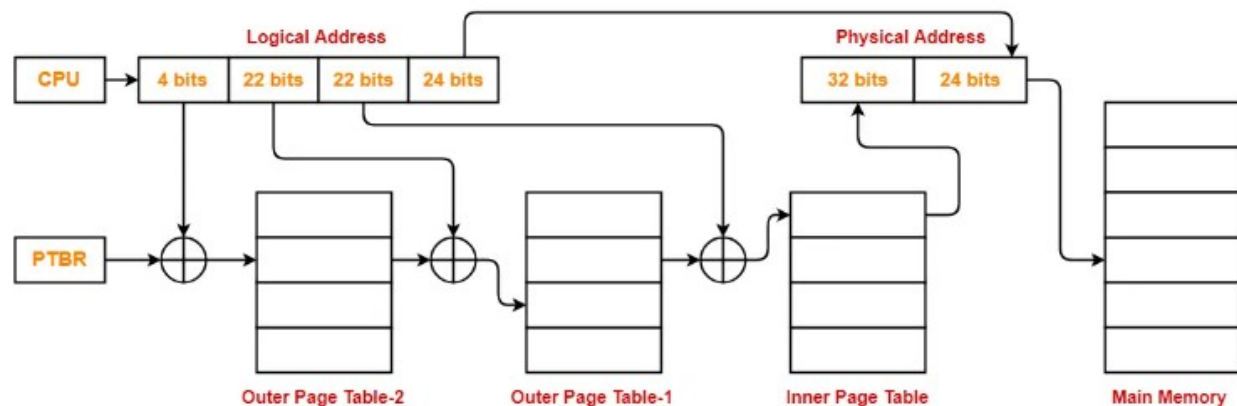 Logical Address
Physical Address
CPU
4 bits
22 bits
22 bits
24 bits
32 bits
24 bits
PTBR
Outer Page Table-2
Outer Page Table-1
Inner Page Table
Main Memory